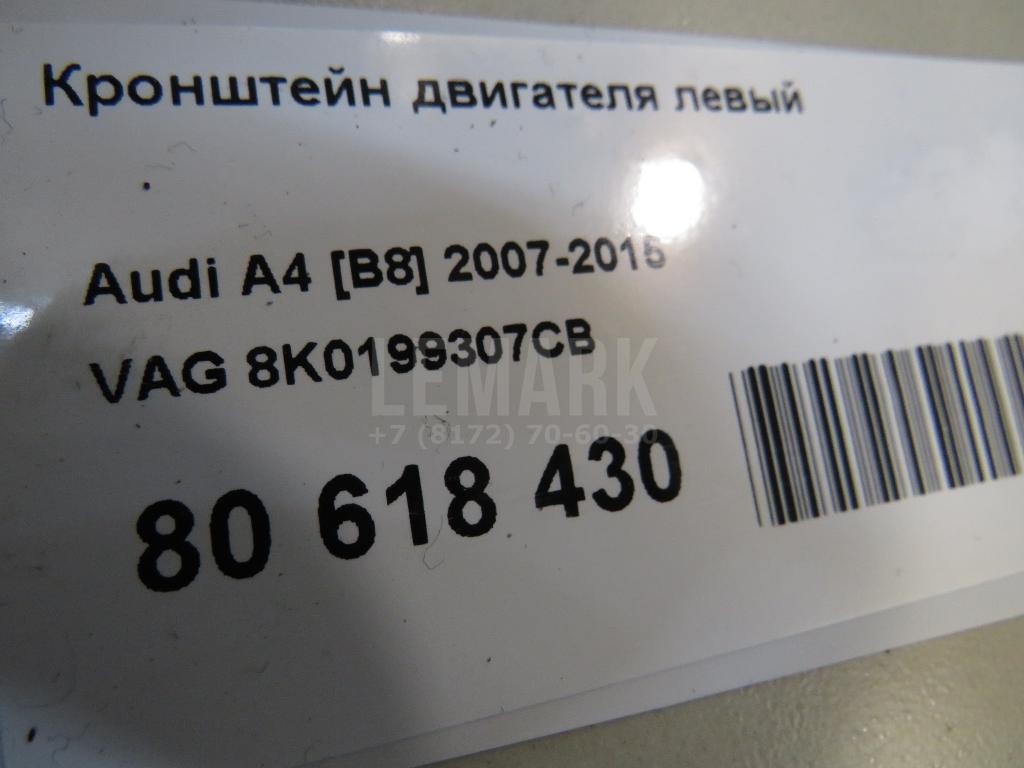 Кронштейн двигателя левый
Audi A4 [B8] 2007-2015
VAG 8K0199307CB
LEMARK
+7 (8172) 70-60-30
80 618 430